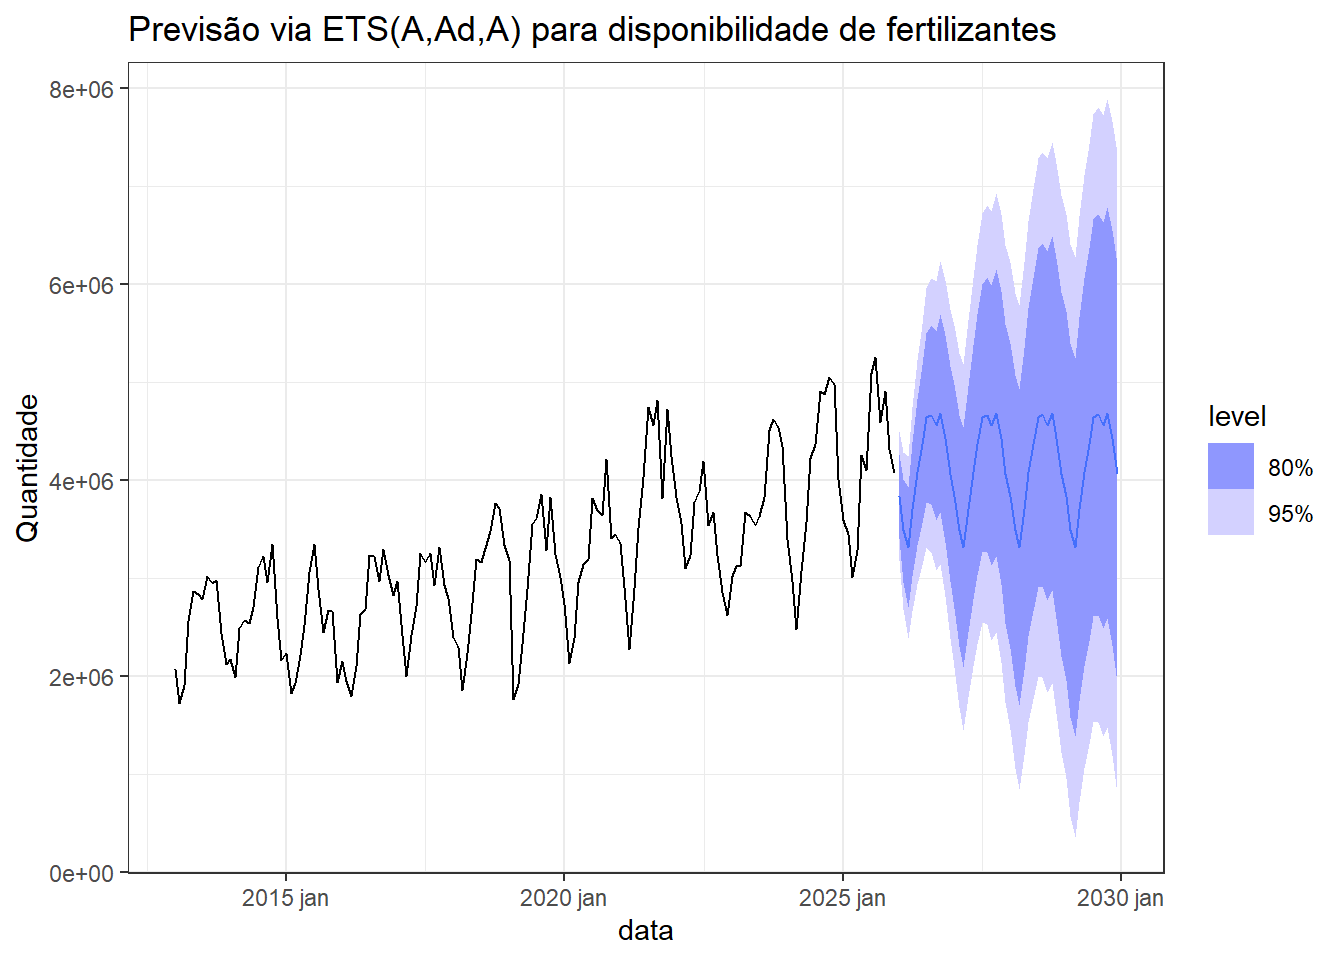 Previsão via ETS(A,Ad,A) para disponibilidade de fertilizantes
8e+06
6e+06
4e+06
2e+06
0e+00
Quantidade
2015 jan
2020 jan
2025 jan
2030 jan
data
level
80%
95%